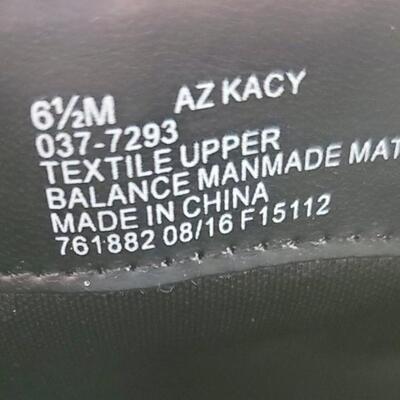 6½M AZ KACY
037-7293
TEXTILE UPPER
BALANCE MANMADE MAT
MADE IN CHINA
761882 08/16 F15112